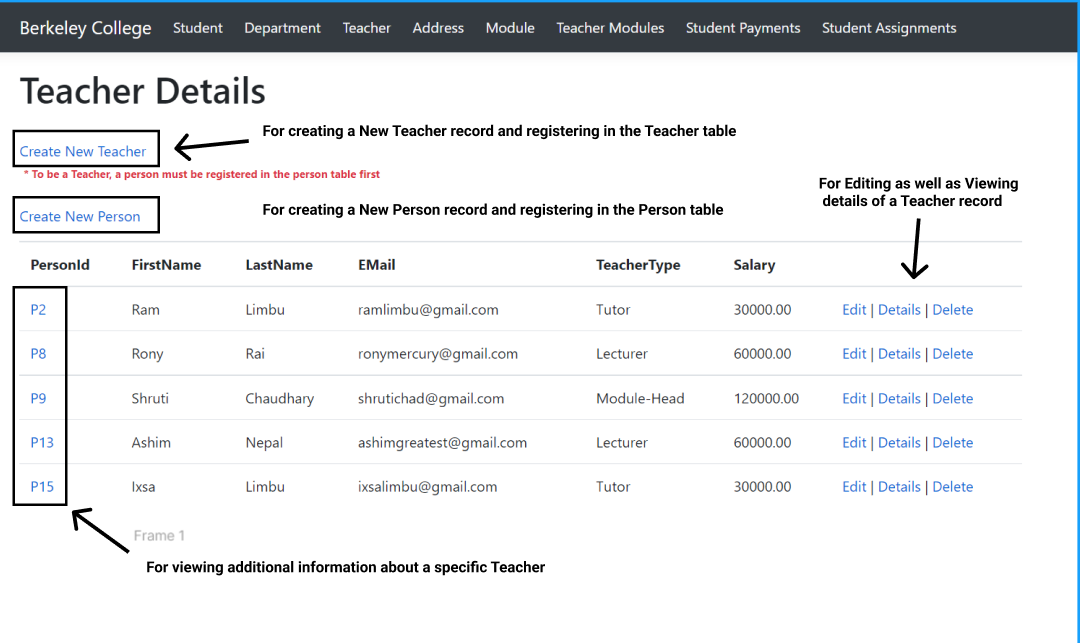 Berkeley College Student Department Teacher Address Module Teacher Modules Student Payments Student Assignments
Teacher Details
For creating a New Teacher record and registering in the Teacher table
Create New Teacher
* To be a Teacher, a person must be registered in the person table first
For Editing as well as Viewing
details of a Teacher record
Create New Person
For creating a New Person record and registering in the Person table
PersonId FirstName LastName EMail TeacherType Salary
P2 Ram Limbu ramlimbu@gmail.com Tutor 30000.00 Edit | Details | Delete
P8 Rony Rai ronymercury@gmail.com Lecturer 60000.00 Edit | Details | Delete
P9 Shruti Chaudhary shrutichad@gmail.com Module-Head 120000.00 Edit | Details | Delete
P13 Ashim Nepal ashimgreatest@gmail.com Lecturer 60000.00 Edit | Details | Delete
P15 Ixsa Limbu ixsalimbu@gmail.com Tutor 30000.00 Edit | Details | Delete
Frame 1
For viewing additional information about a specific Teacher